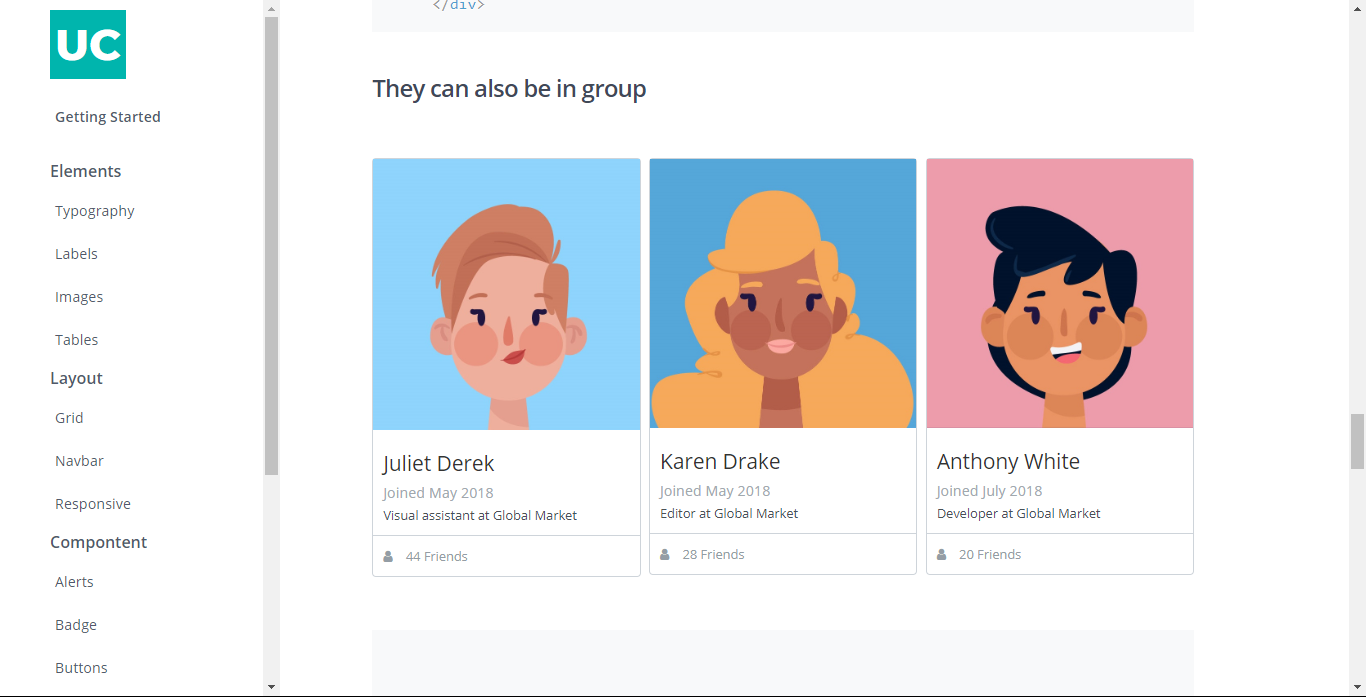 </div>
UC
Getting Started
Elements
Typography
Labels
Images
Tables
Layout
Grid
Navbar
Responsive
Compontent
Alerts
Badge
Buttons
They can also be in group
Juliet Derek
Joined May 2018
Visual assistant at Global Market
44 Friends
Karen Drake
Joined May 2018
Editor at Global Market
28 Friends
Anthony White
Joined July 2018
Developer at Global Market
20 Friends